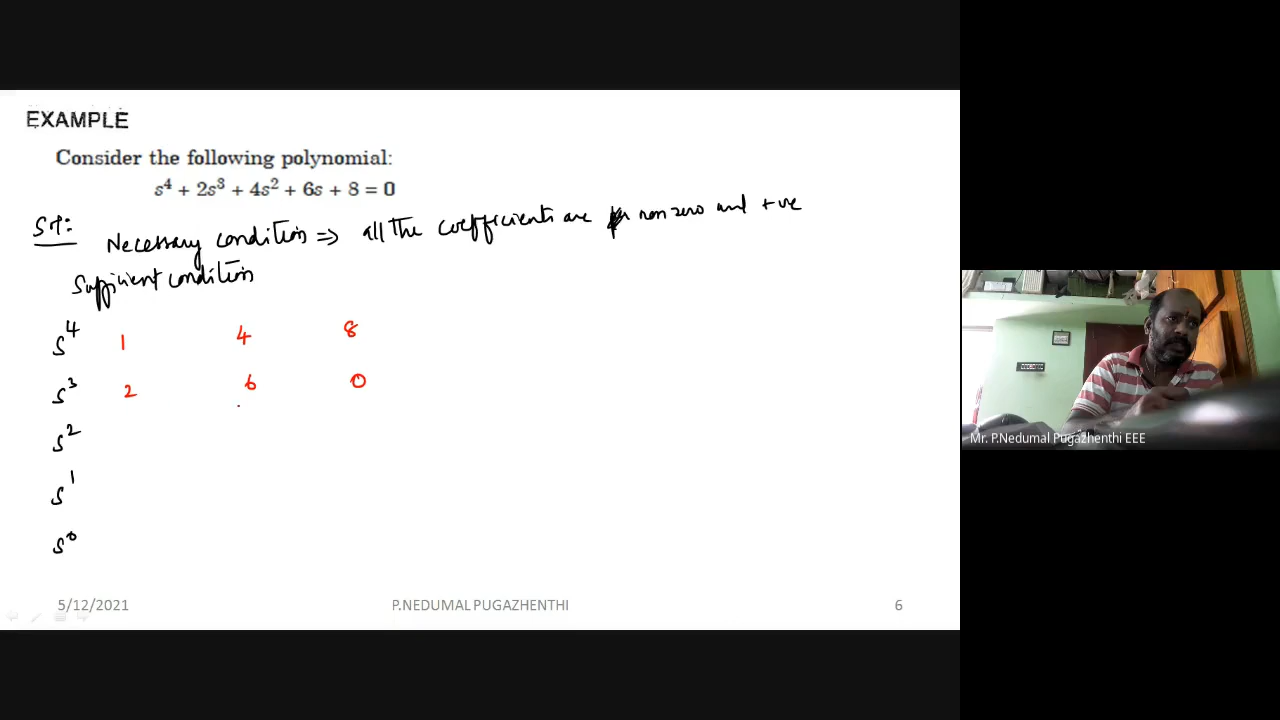 EXAMPLE
Consider the following polynomial:
s⁴ + 2s³ + 4s² + 6s + 8 = 0
Necessary condition ⇒ all the coefficients are non zero and +ve
Sufficient condition
s⁴ 1 4 8
s³ 2 6 0
s²
s¹
s⁰
5/12/2021 P.NEDUMAL PUGAZHENTHI 6
Mr. P.Nedumal Pugazhenthi EEE